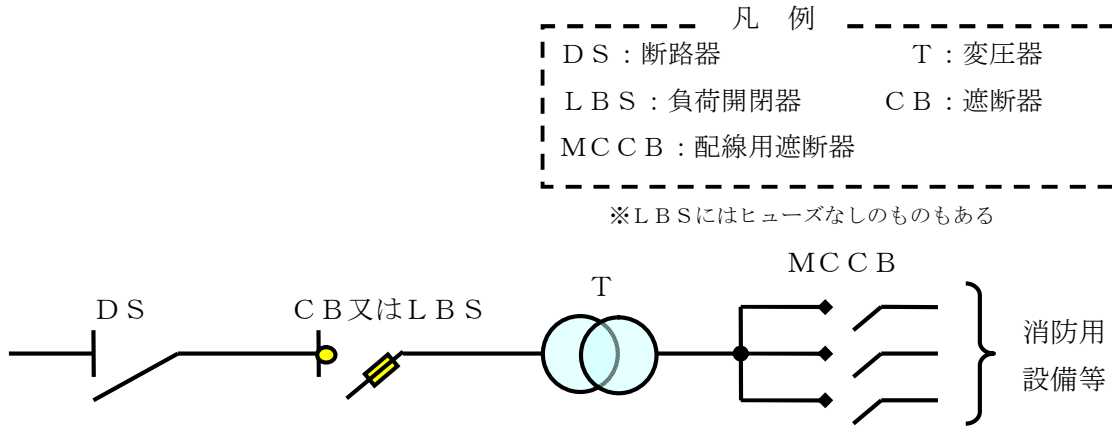 凡 例
DS:断路器 T:変圧器
LBS:負荷開閉器 CB:遮断器
MCCB:配線用遮断器
※LBSにはヒューズなしのものもある
DS
CB又はLBS
T
MCCB
消防用
設備等